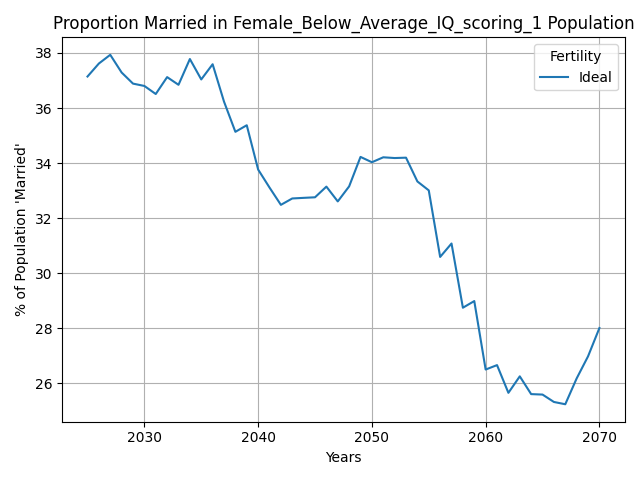 Proportion Married in Female_Below_Average_IQ_scoring_1 Population
Fertility
Ideal
% of Population 'Married'
38
36
34
32
30
28
26
2030
2040
2050
2060
2070
Years